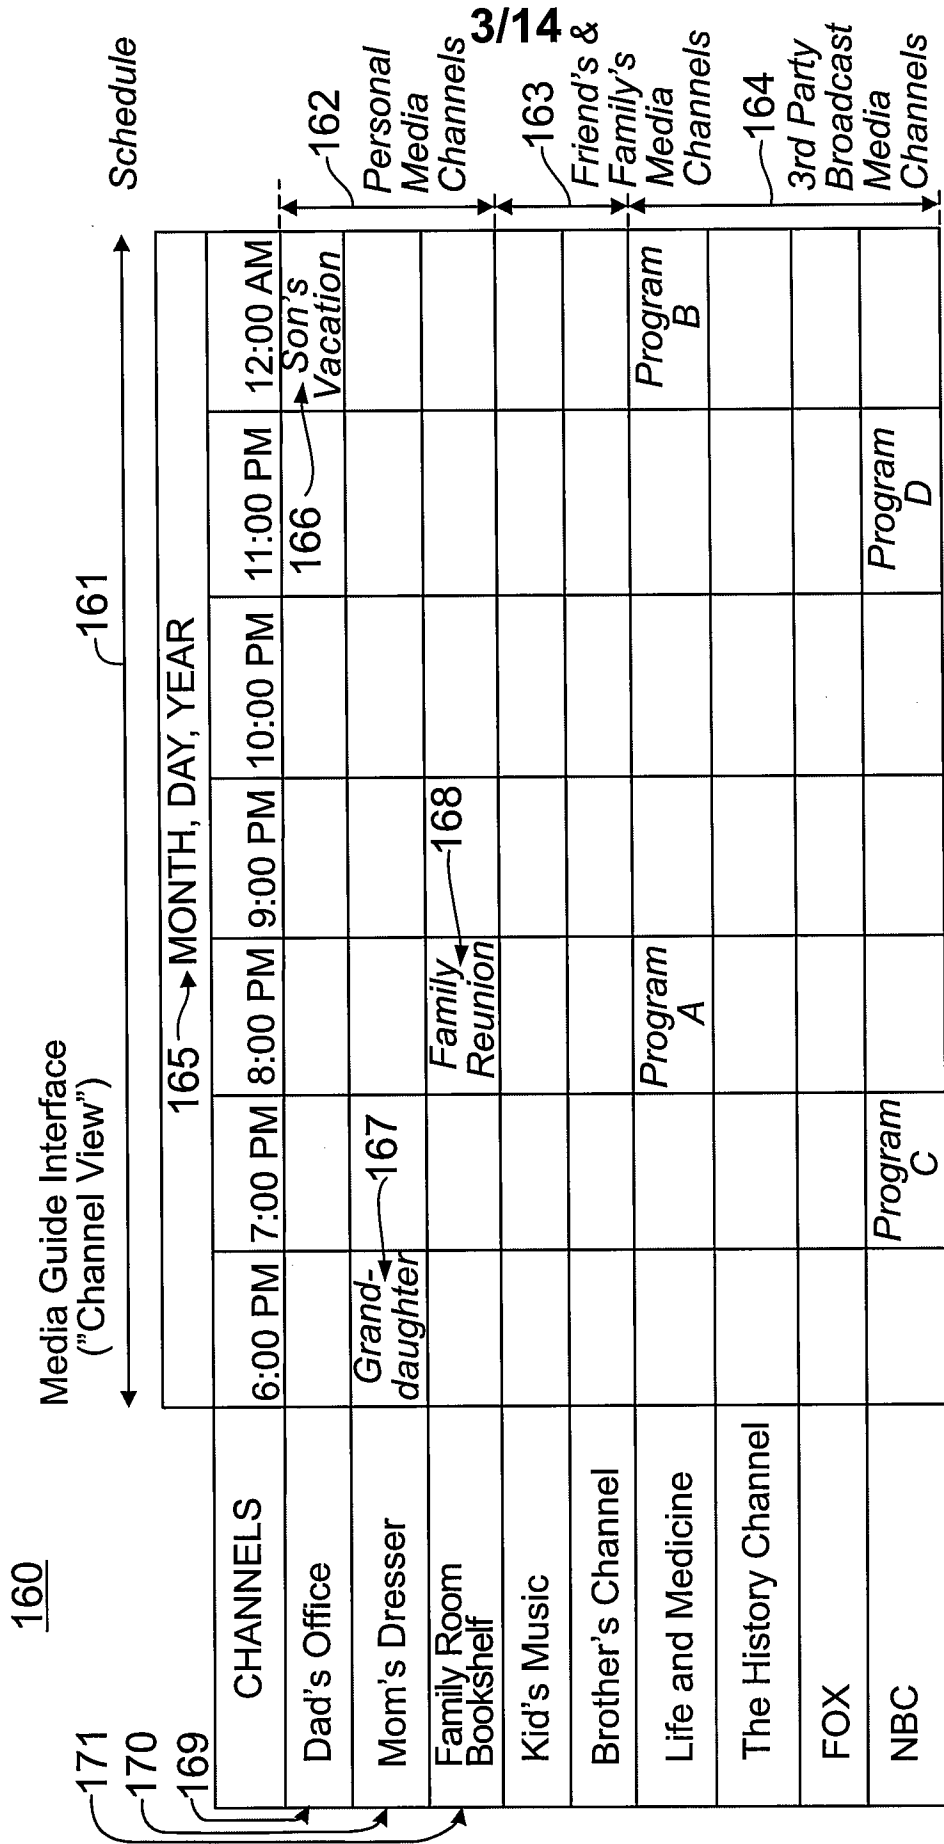 3/14
160
Media Guide Interface
("Channel View")
161
Schedule
165 MONTH, DAY, YEAR
CHANNELS 6:00 PM 7:00 PM 8:00 PM 9:00 PM 10:00 PM 11:00 PM 12:00 AM
171
170
169
Dad's Office 166 Son's
Vacation
Mom's Dresser Grand-
daughter 167
Family Room
Bookshelf Family
Reunion 168
Kid's Music
Brother's Channel
Life and Medicine Program
A Program
B
The History Channel
FOX
NBC Program
C Program
D
162
Personal
Media
Channels
163
Friend's &
Family's
Media
Channels
164
3rd Party
Broadcast
Media
Channels